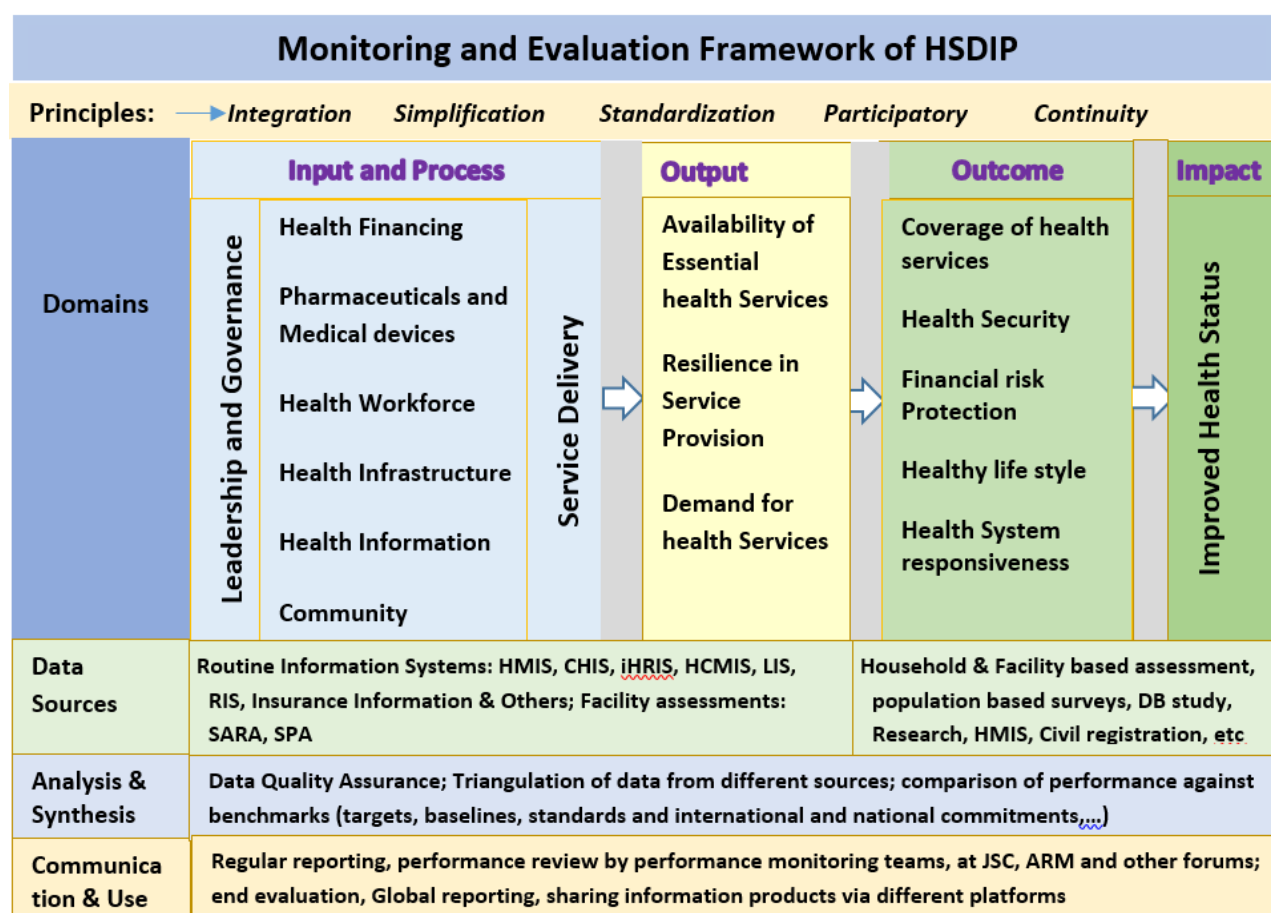 Monitoring and Evaluation Framework of HSDIP
Principles: Integration Simplification Standardization Participatory Continuity
Domains
Input and Process
Leadership and Governance
Health Financing
Pharmaceuticals and
Medical devices
Health Workforce
Health Infrastructure
Health Information
Community
Service Delivery
Output
Availability of
Essential
health Services
Resilience in
Service
Provision
Demand for
health Services
Outcome
Coverage of health
services
Health Security
Financial risk
Protection
Healthy life style
Health System
responsiveness
Impact
Improved Health Status
Data
Sources
Routine Information Systems: HMIS, CHIS, iHRIS, HCMIS, LIS,
RIS, Insurance Information & Others; Facility assessments:
SARA, SPA
Household & Facility based assessment,
population based surveys, DB study,
Research, HMIS, Civil registration, etc
Analysis &
Synthesis
Data Quality Assurance; Triangulation of data from different sources; comparison of performance against
benchmarks (targets, baselines, standards and international and national commitments,...)
Communica
tion & Use
Regular reporting, performance review by performance monitoring teams, at JSC, ARM and other forums;
end evaluation, Global reporting, sharing information products via different platforms